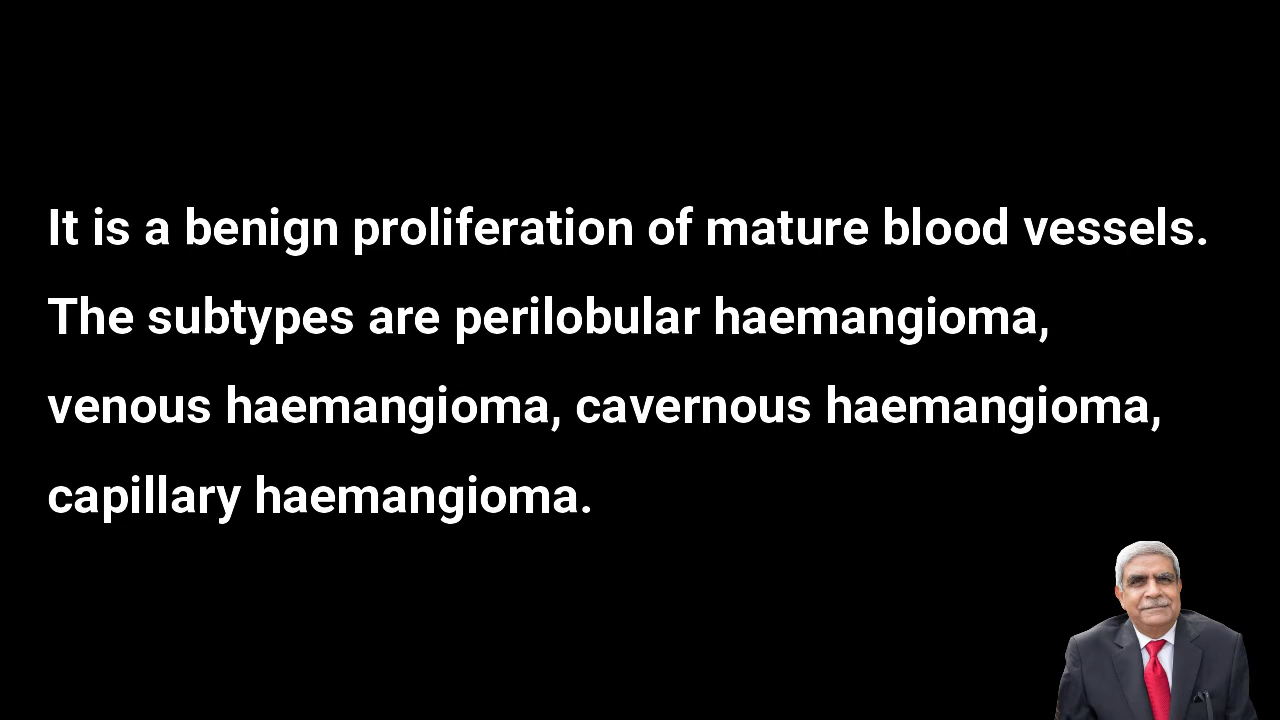 It is a benign proliferation of mature blood vessels.
The subtypes are perilobular haemangioma,
venous haemangioma, cavernous haemangioma,
capillary haemangioma.